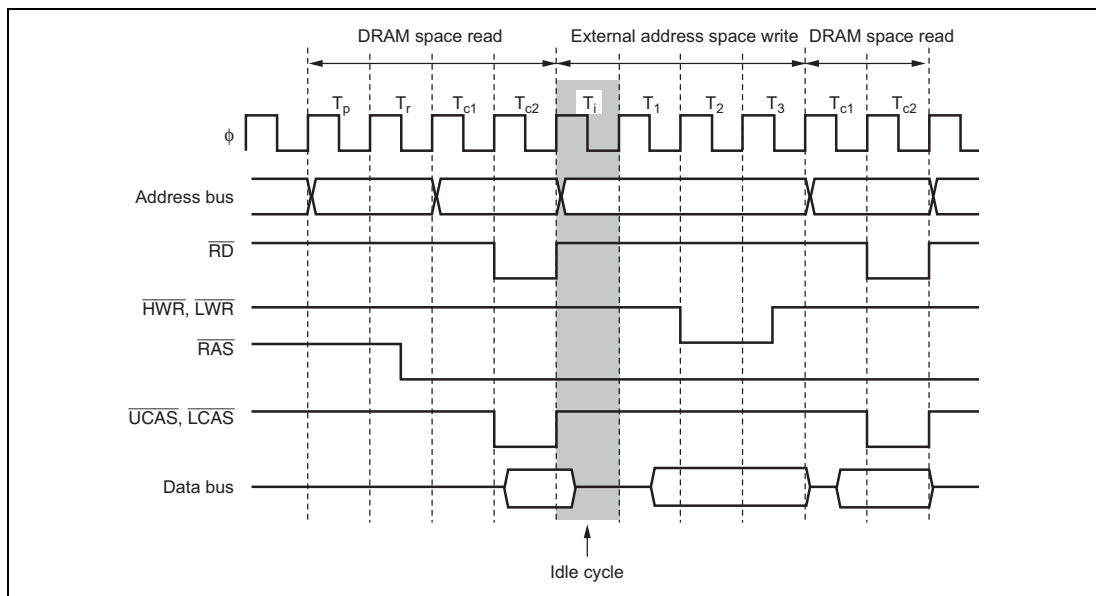 DRAM space read External address space write DRAM space read
Tp Tr Tc1 Tc2 Ti T1 T2 T3 Tc1 Tc2
ϕ
Address bus
RD
HWR, LWR
RAS
UCAS, LCAS
Data bus
Idle cycle